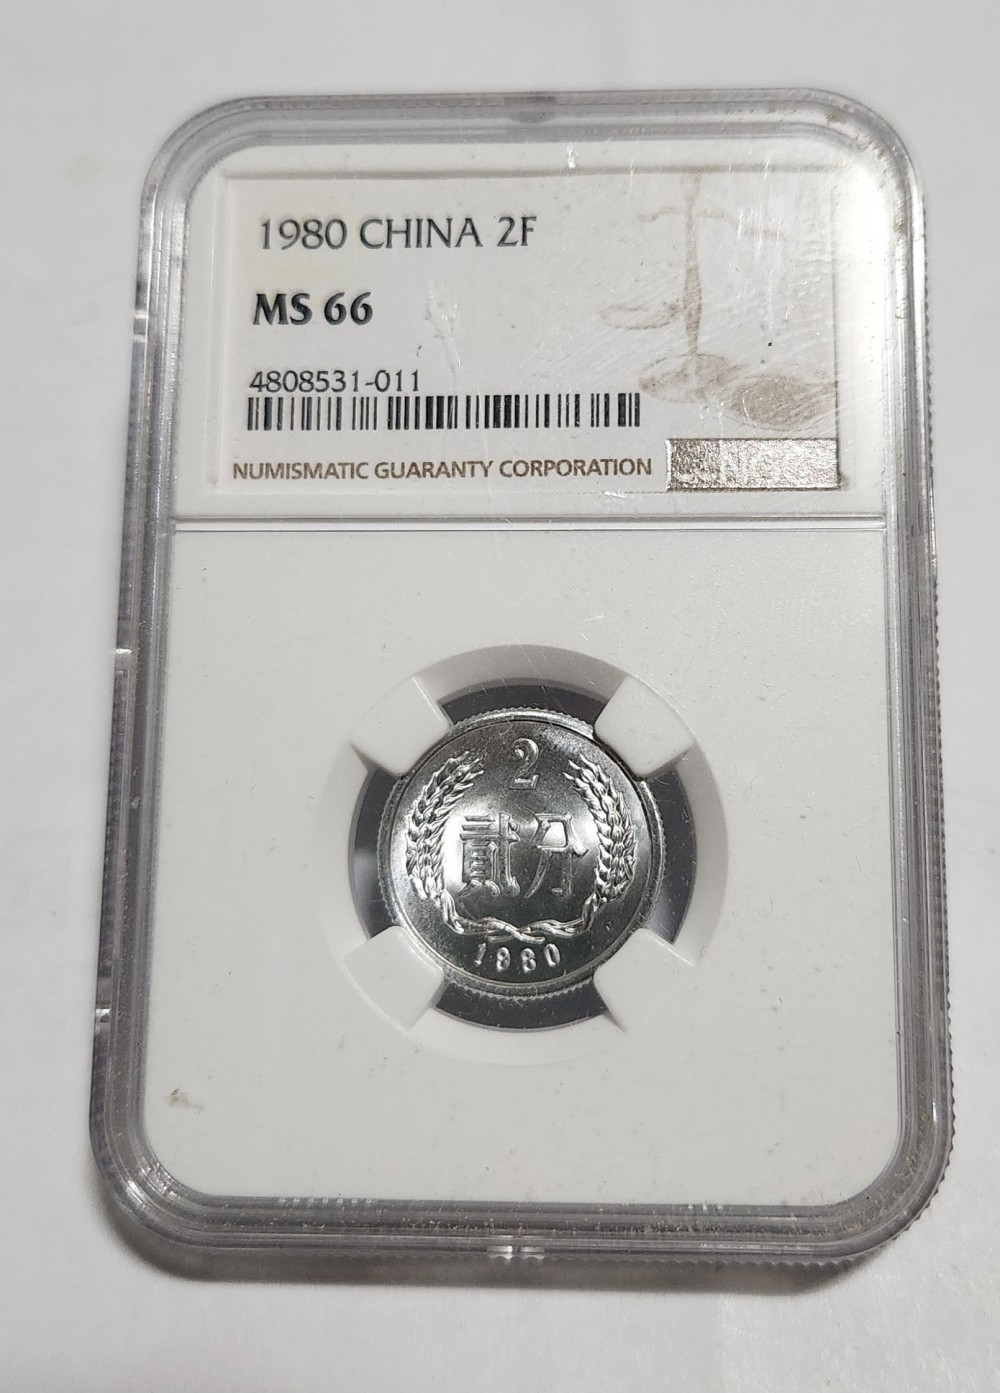 1980 CHINA 2F
MS 66
4808531-011
NUMISMATIC GUARANTY CORPORATION
2
貳分
1980